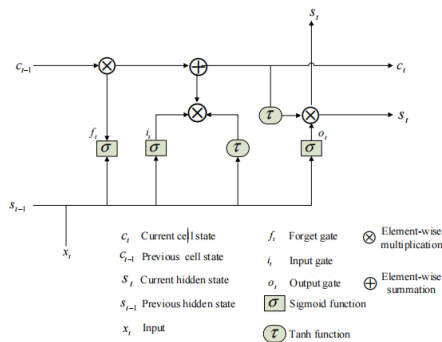 s_t
c_{t-1}
c_t
τ
s_t
f_t
i_t
o_t
σ
σ
τ
σ
s_{t-1}
x_t
c_t Current cell state
c_{t-1} Previous cell state
s_t Current hidden state
s_{t-1} Previous hidden state
x_t Input
f_t Forget gate
i_t Input gate
o_t Output gate
σ Sigmoid function
τ Tanh function
⊗ Element-wise
multiplication
⊕ Element-wise
summation